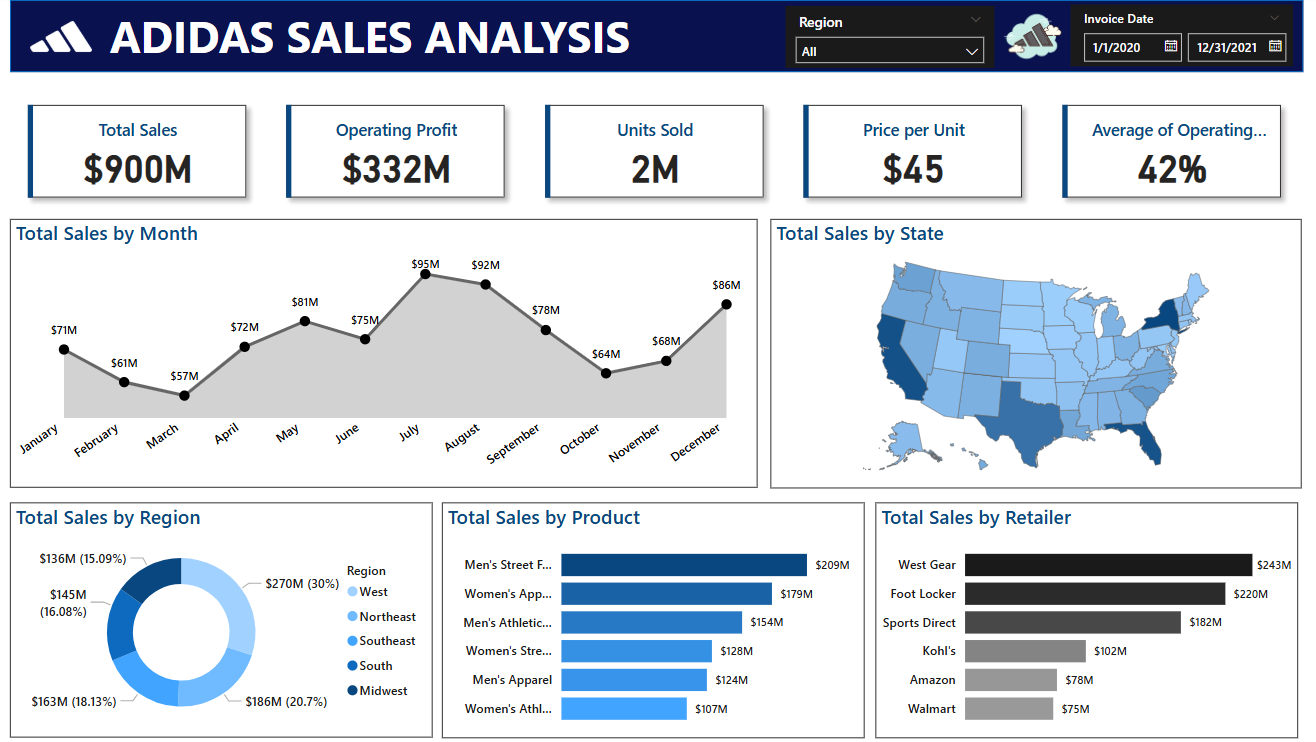 ADIDAS SALES ANALYSIS
Region
All
Invoice Date
1/1/2020
12/31/2021
Total Sales
$900M
Operating Profit
$332M
Units Sold
2M
Price per Unit
$45
Average of Operating...
42%
Total Sales by Month
$71M
$61M
$57M
$72M
$81M
$75M
$95M
$92M
$78M
$64M
$68M
$86M
January
February
March
April
May
June
July
August
September
October
November
December
Total Sales by State
Total Sales by Region
$136M (15.09%)
$145M
(16.08%)
$163M (18.13%)
$270M (30%)
$186M (20.7%)
Region
West
Northeast
Southeast
South
Midwest
Total Sales by Product
Men's Street F... $209M
Women's App... $179M
Men's Athletic... $154M
Women's Stre... $128M
Men's Apparel $124M
Women's Athl... $107M
Total Sales by Retailer
West Gear $243M
Foot Locker $220M
Sports Direct $182M
Kohl's $102M
Amazon $78M
Walmart $75M